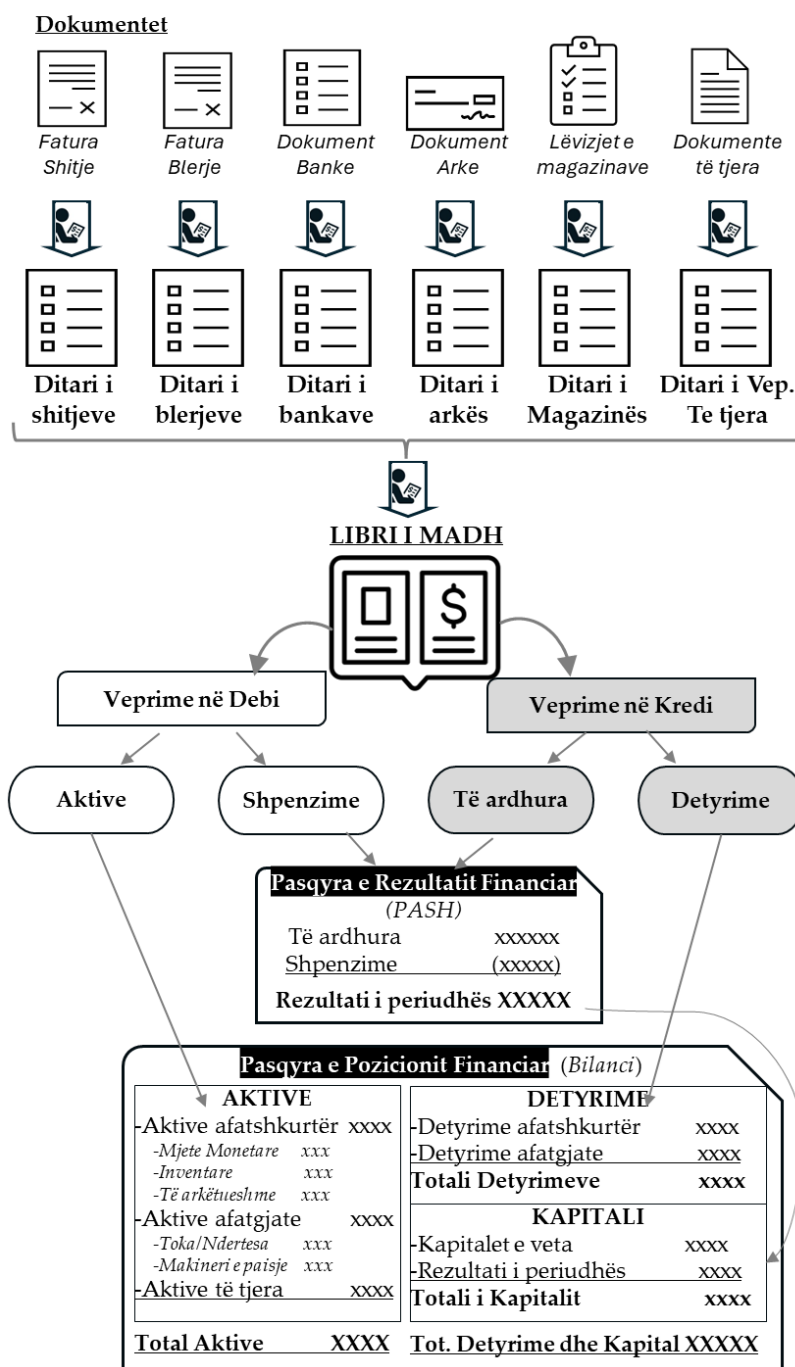 Dokumentet
Fatura Shitje
Fatura Blerje
Dokument Banke
Dokument Arke
Lëvizjet e magazinave
Dokumente të tjera
Ditari i shitjeve
Ditari i blerjeve
Ditari i bankave
Ditari i arkës
Ditari i Magazinës
Ditari i Vep. Te tjera
LIBRI I MADH
$
Veprime në Debi
Veprime në Kredi
Aktive
Shpenzime
Të ardhura
Detyrime
Pasqyra e Rezultatit Financiar
(PASH)
Të ardhura xxxxxx
Shpenzime (xxxxx)
Rezultati i periudhës XXXXX
Pasqyra e Pozicionit Financiar (Bilanci)
AKTIVE
-Aktive afatshkurtër xxxx
-Mjete Monetare xxx
-Inventare xxx
-Të arkëtueshme xxx
-Aktive afatgjate xxxx
-Toka/Ndertesa xxx
-Makineri e paisje xxx
-Aktive të tjera xxxx
Total Aktive XXXX
DETYRIME
-Detyrime afatshkurtër xxxx
-Detyrime afatgjate xxxx
Totali Detyrimeve xxxx
KAPITALI
-Kapitalet e veta xxxx
-Rezultati i periudhës xxxx
Totali i Kapitalit xxxx
Tot. Detyrime dhe Kapital XXXXX